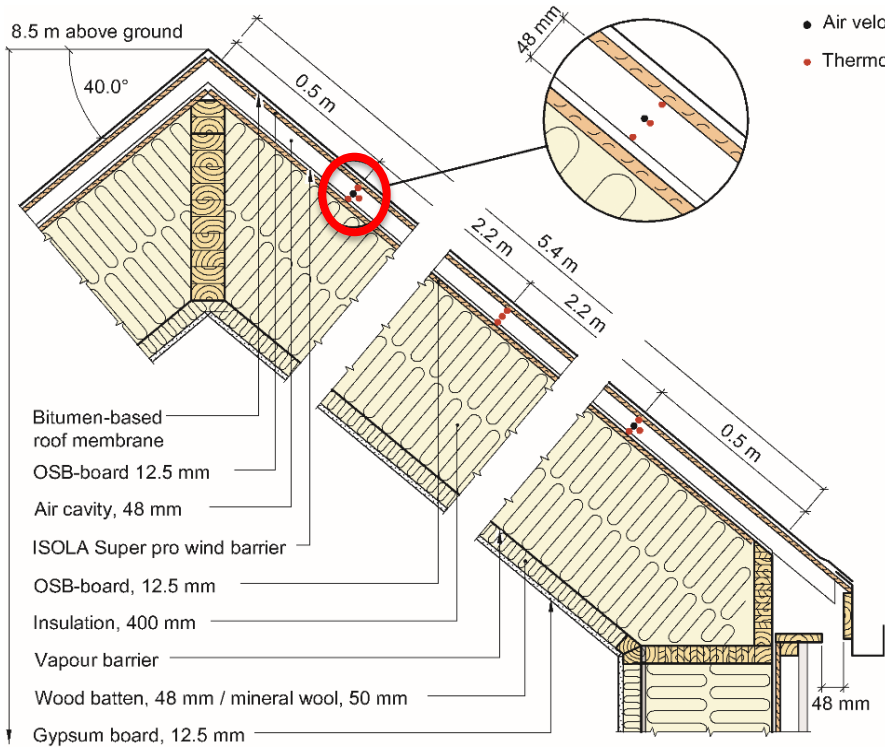 8.5 m above ground
40.0°
0.5 m
48 mm
Air velo
Thermo
2.2 m
5.4 m
2.2 m
0.5 m
Bitumen-based
roof membrane
OSB-board 12.5 mm
Air cavity, 48 mm
ISOLA Super pro wind barrier
OSB-board, 12.5 mm
Insulation, 400 mm
Vapour barrier
Wood batten, 48 mm / mineral wool, 50 mm
Gypsum board, 12.5 mm
48 mm